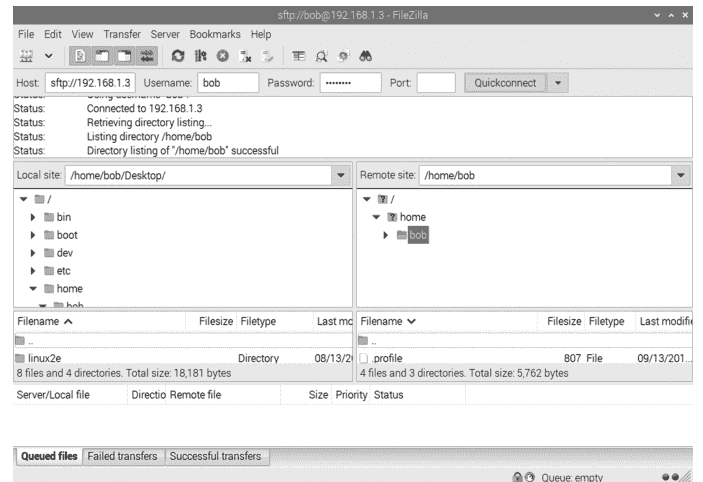 sftp://bob@192.168.1.3 - FileZilla
File Edit View Transfer Server Bookmarks Help
Host: sftp://192.168.1.3 Username: bob Password: •••••••• Port: Quickconnect
Status: Connected to 192.168.1.3
Status: Retrieving directory listing...
Status: Listing directory /home/bob
Status: Directory listing of "/home/bob" successful
Local site: /home/bob/Desktop/
/
bin
boot
dev
etc
home
bob
Filename Filesize Filetype Last mo
..
linux2e Directory 08/13/2
8 files and 4 directories. Total size: 18,181 bytes
Remote site: /home/bob
/
home
bob
Filename Filesize Filetype Last modifie
..
.profile 807 File 09/13/201...
4 files and 3 directories. Total size: 5,762 bytes
Server/Local file Directio Remote file Size Priority Status
Queued files Failed transfers Successful transfers
Queue: empty